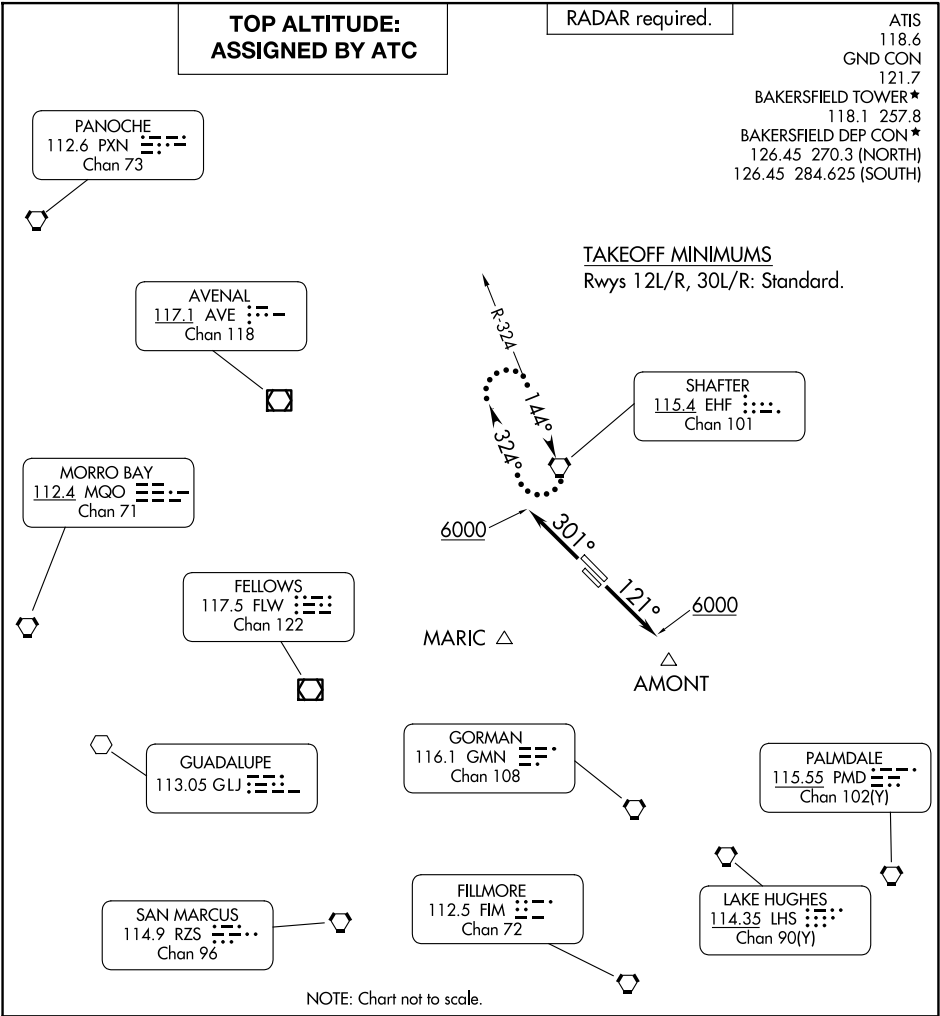 TOP ALTITUDE:
ASSIGNED BY ATC
RADAR required.
ATIS
118.6
GND CON
121.7
BAKERSFIELD TOWER★
118.1 257.8
BAKERSFIELD DEP CON★
126.45 270.3 (NORTH)
126.45 284.625 (SOUTH)
PANOCHE
112.6 PXN
Chan 73
TAKEOFF MINIMUMS
Rwys 12L/R, 30L/R: Standard.
AVENAL
117.1 AVE
Chan 118
R-324
144°
324°
SHAFTER
115.4 EHF
Chan 101
MORRO BAY
112.4 MQO
Chan 71
6000
301°
121°
6000
FELLOWS
117.5 FLW
Chan 122
MARIC
AMONT
GUADALUPE
113.05 GLJ
GORMAN
116.1 GMN
Chan 108
PALMDALE
115.55 PMD
Chan 102(Y)
SAN MARCUS
114.9 RZS
Chan 96
FILLMORE
112.5 FIM
Chan 72
LAKE HUGHES
114.35 LHS
Chan 90(Y)
NOTE: Chart not to scale.